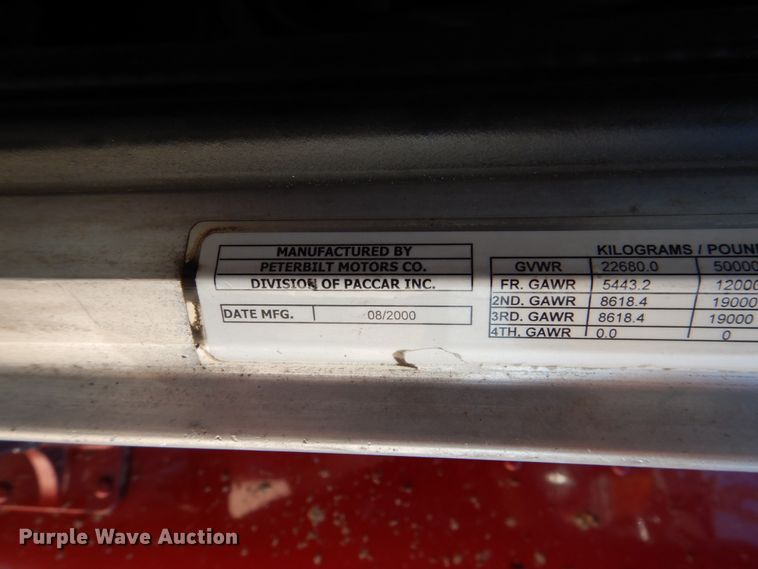 MANUFACTURED BY
PETERBILT MOTORS CO.
DIVISION OF PACCAR INC.
DATE MFG. 08/2000
KILOGRAMS / POUN
GVWR 22680.0 50000
FR. GAWR 5443.2 12000
2ND. GAWR 8618.4 19000
3RD. GAWR 8618.4 19000
4TH. GAWR 0.0 0
Purple Wave Auction